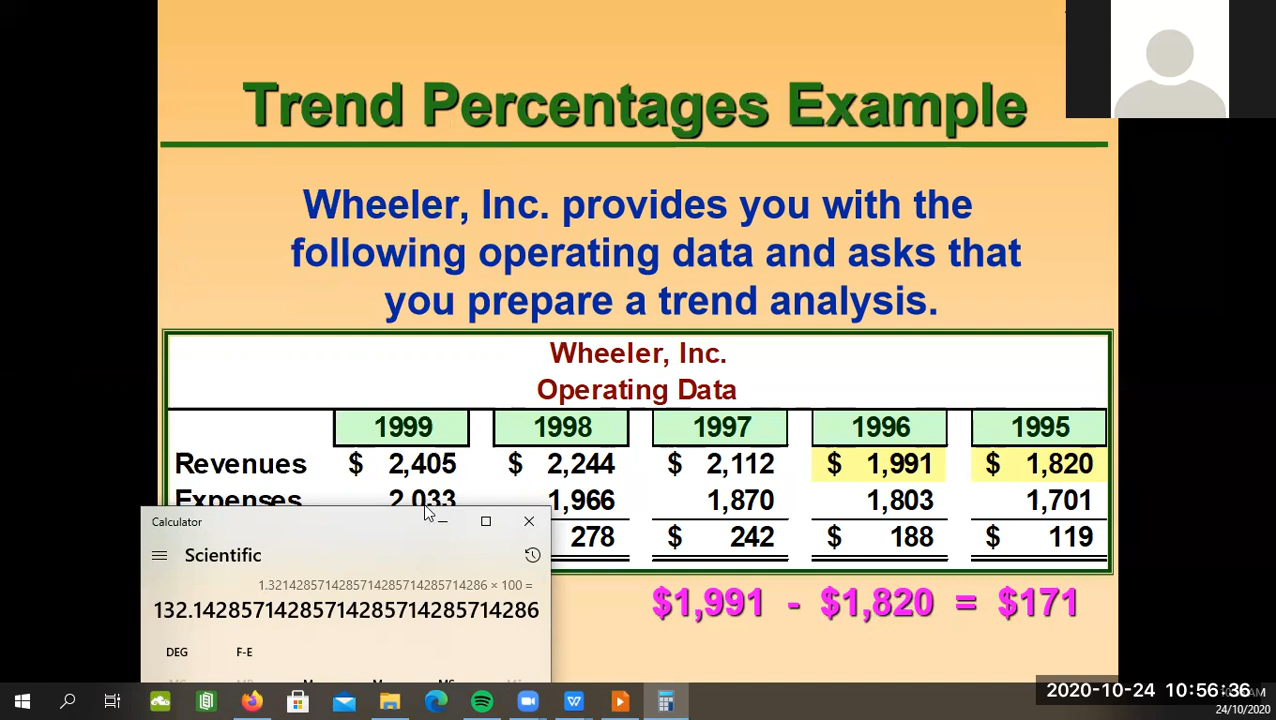 Trend Percentages Example
Wheeler, Inc. provides you with the
following operating data and asks that
you prepare a trend analysis.
Wheeler, Inc.
Operating Data
1999 1998 1997 1996 1995
Revenues $ 2,405 $ 2,244 $ 2,112 $ 1,991 $ 1,820
Expenses 2,033 1,966 1,870 1,803 1,701
278 $ 242 $ 188 $ 119
$1,991 - $1,820 = $171
Calculator
Scientific
1.3214285714285714285714285714286 × 100 =
132.14285714285714285714285714286
DEG F-E
2020-10-24 10:56:36
24/10/2020